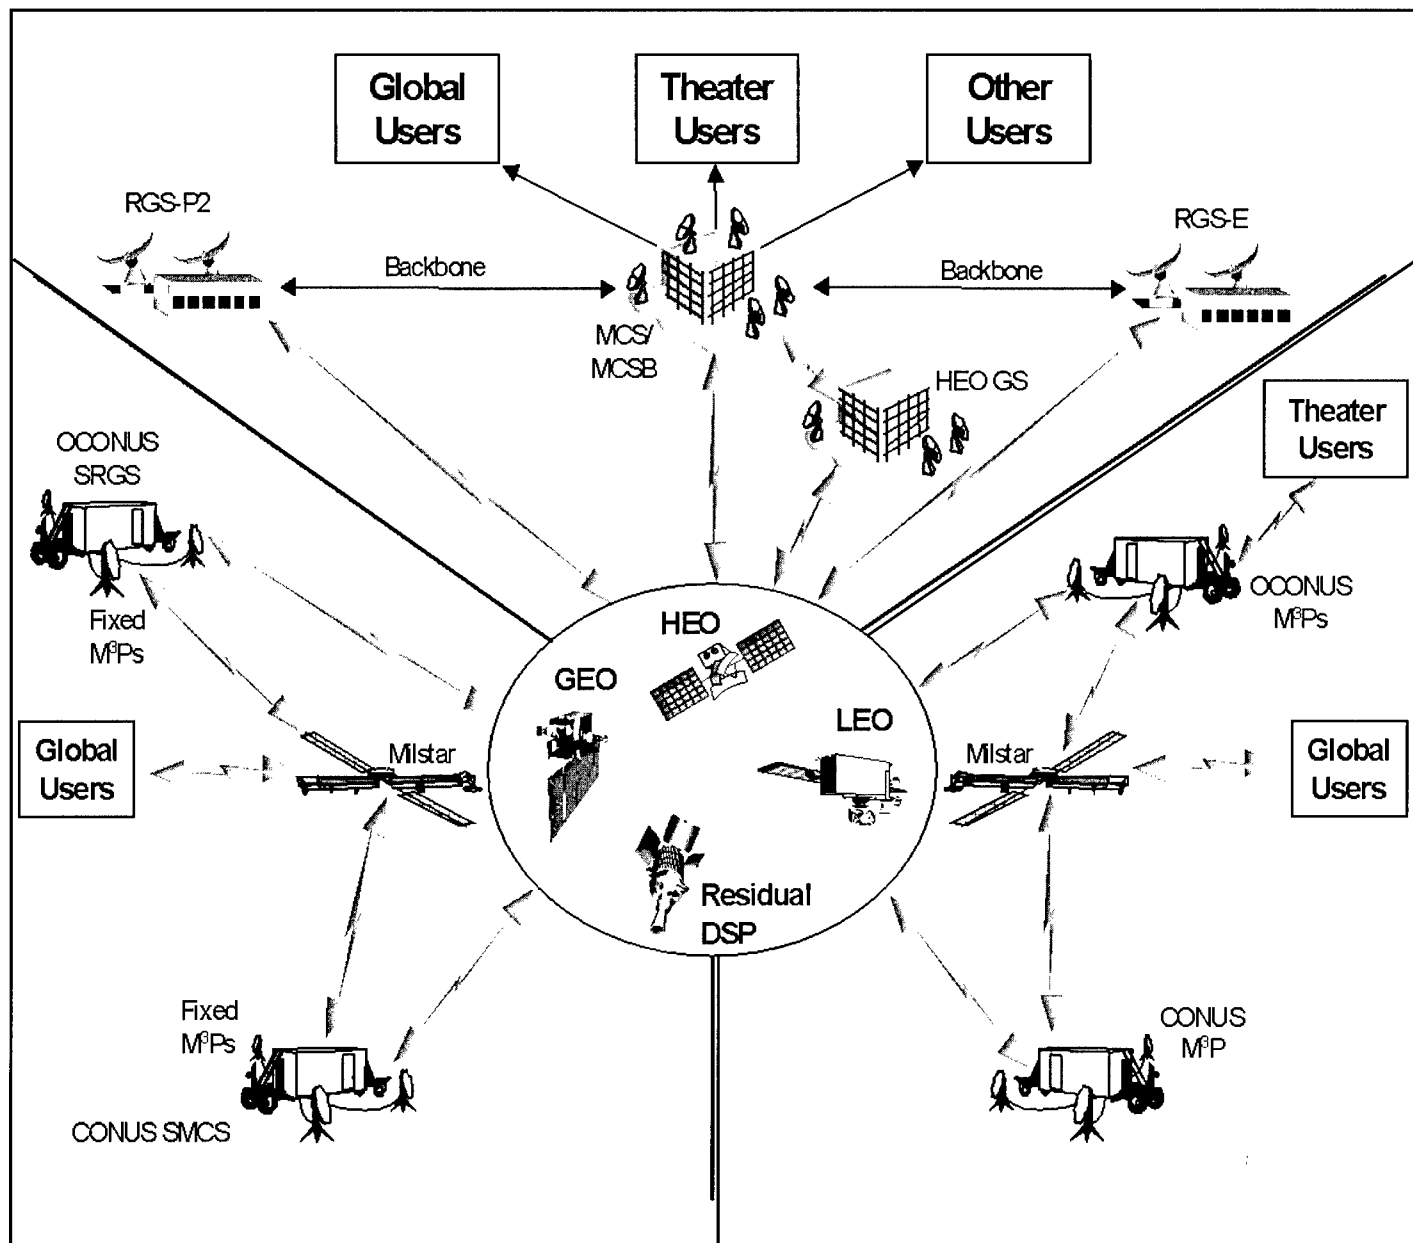 Global
Users
Theater
Users
Other
Users
RGS-P2
RGS-E
Backbone
Backbone
MCS/
MCSB
HEO GS
Theater
Users
OCONUS
SRGS
Fixed
M³Ps
OCONUS
M³Ps
HEO
GEO
LEO
Global
Users
Milstar
Milstar
Global
Users
Residual
DSP
Fixed
M³Ps
CONUS SMCS
CONUS
M³P